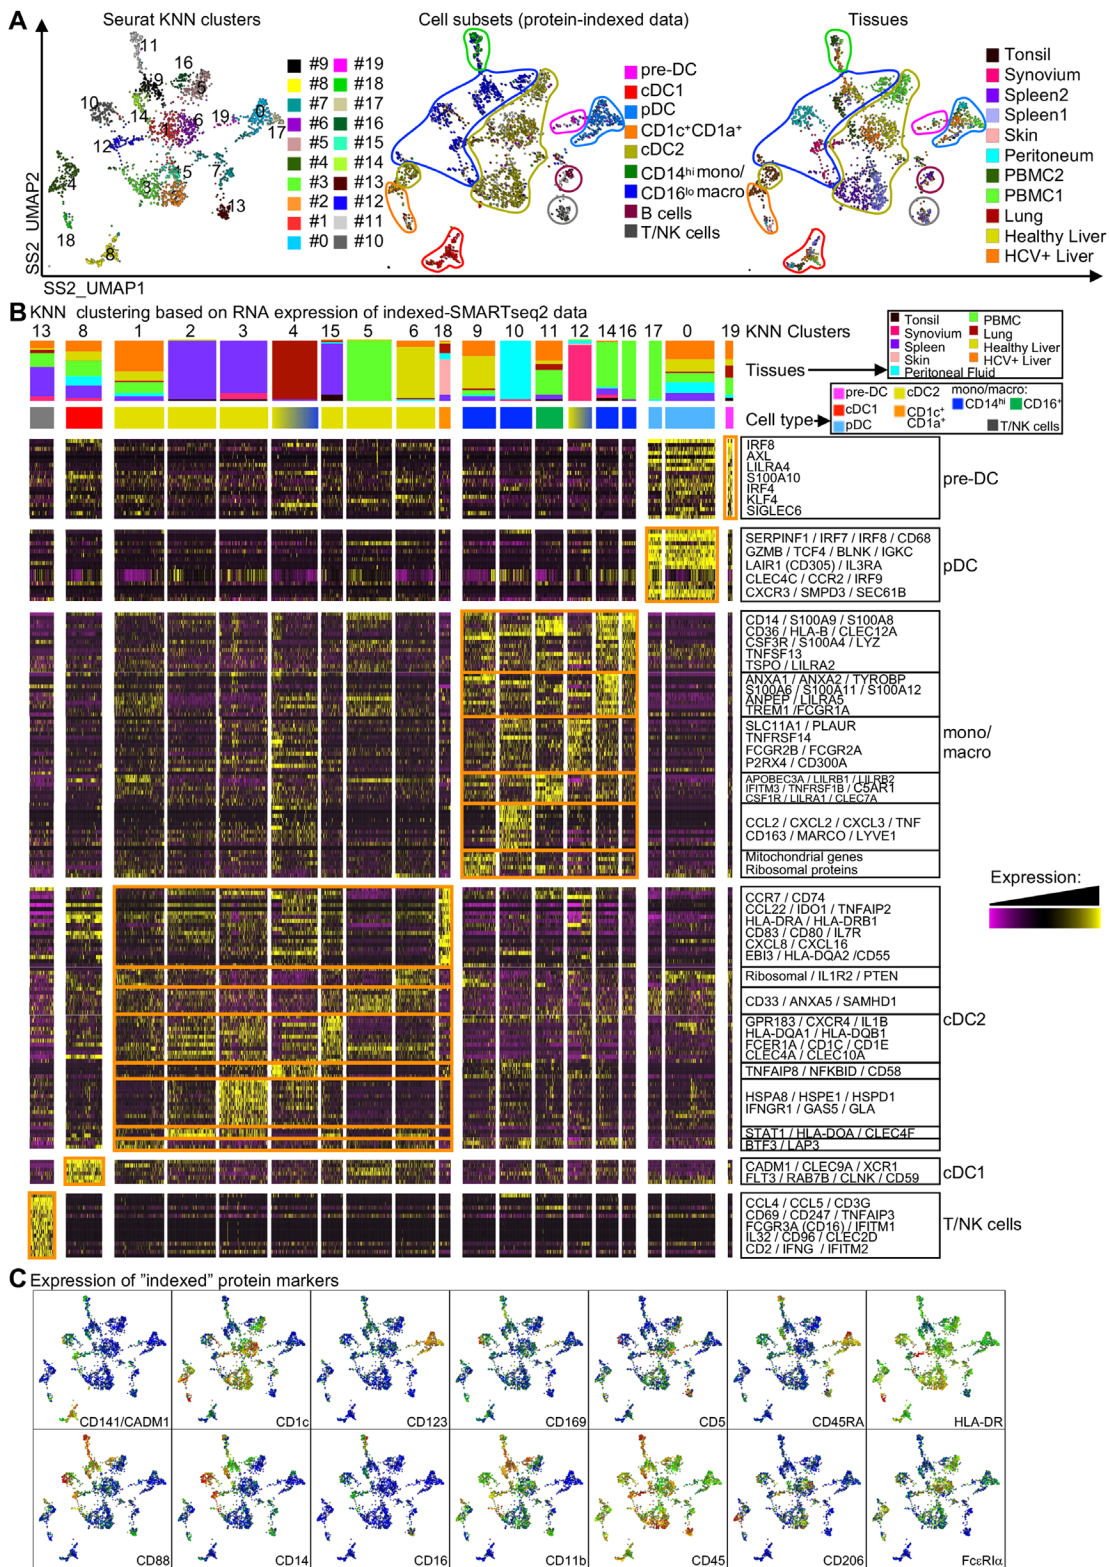 A
Seurat KNN clusters
Cell subsets (protein-indexed data)
Tissues
11
16
9
5
10
14
19
0
1
6
17
12
5
4
3
2
7
13
18
8
#9 #19
#8 #18
#7 #17
#6 #16
#5 #15
#4 #14
#3 #13
#2 #12
#1 #11
#0 #10
pre-DC
cDC1
pDC
CD1c⁺CD1a⁺
cDC2
CD14ʰⁱ mono/
CD16ˡᵒ macro
B cells
T/NK cells
Tonsil
Synovium
Spleen2
Spleen1
Skin
Peritoneum
PBMC2
PBMC1
Lung
Healthy Liver
HCV+ Liver
SS2_UMAP2
SS2_UMAP1
B KNN clustering based on RNA expression of indexed-SMARTseq2 data
13 8 1 2 3 4 15 5 6 18 9 10 11 12 14 16 17 0 19 KNN Clusters
Tissues
Tonsil
Synovium
Spleen
Skin
Peritoneal Fluid
PBMC
Lung
Healthy Liver
HCV+ Liver
Cell type
pre-DC
cDC1
pDC
cDC2
CD1c⁺
CD1a⁺
mono/macro:
CD14ʰⁱ CD16⁺
T/NK cells
IRF8
AXL
LILRA4
S100A10
IRF4
KLF4
SIGLEC6
pre-DC
SERPINF1 / IRF7 / IRF8 / CD68
GZMB / TCF4 / BLNK / IGKC
LAIR1 (CD305) / IL3RA
CLEC4C / CCR2 / IRF9
CXCR3 / SMPD3 / SEC61B
pDC
CD14 / S100A9 / S100A8
CD36 / HLA-B / CLEC12A
CSF3R / S100A4 / LYZ
TNFSF13
TSPO / LILRA2
ANXA1 / ANXA2 / TYROBP
S100A6 / S100A11 / S100A12
ANPEP / LILRA5
TREM1 /FCGR1A
SLC11A1 / PLAUR
TNFRSF14
FCGR2B / FCGR2A
P2RX4 / CD300A
APOBEC3A / LILRB1 / LILRB2
IFITM3 / TNFRSF1B / C5AR1
CSF1R / LILRA1 / CLEC7A
CCL2 / CXCL2 / CXCL3 / TNF
CD163 / MARCO / LYVE1
Mitochondrial genes
Ribosomal proteins
mono/
macro
Expression:
CCR7 / CD74
CCL22 / IDO1 / TNFAIP2
HLA-DRA / HLA-DRB1
CD83 / CD80 / IL7R
CXCL8 / CXCL16
EBI3 / HLA-DQA2 /CD55
Ribosomal / IL1R2 / PTEN
CD33 / ANXA5 / SAMHD1
GPR183 / CXCR4 / IL1B
HLA-DQA1 / HLA-DQB1
FCER1A / CD1C / CD1E
CLEC4A / CLEC10A
TNFAIP8 / NFKBID / CD58
HSPA8 / HSPE1 / HSPD1
IFNGR1 / GAS5 / GLA
STAT1 / HLA-DOA / CLEC4F
BTF3 / LAP3
cDC2
CADM1 / CLEC9A / XCR1
FLT3 / RAB7B / CLNK / CD59
cDC1
CCL4 / CCL5 / CD3G
CD69 / CD247 / TNFAIP3
FCGR3A (CD16) / IFITM1
IL32 / CD96 / CLEC2D
CD2 / IFNG / IFITM2
T/NK cells
C Expression of ”indexed” protein markers
CD141/CADM1
CD1c
CD123
CD169
CD5
CD45RA
HLA-DR
CD88
CD14
CD16
CD11b
CD45
CD206
FcεRIα